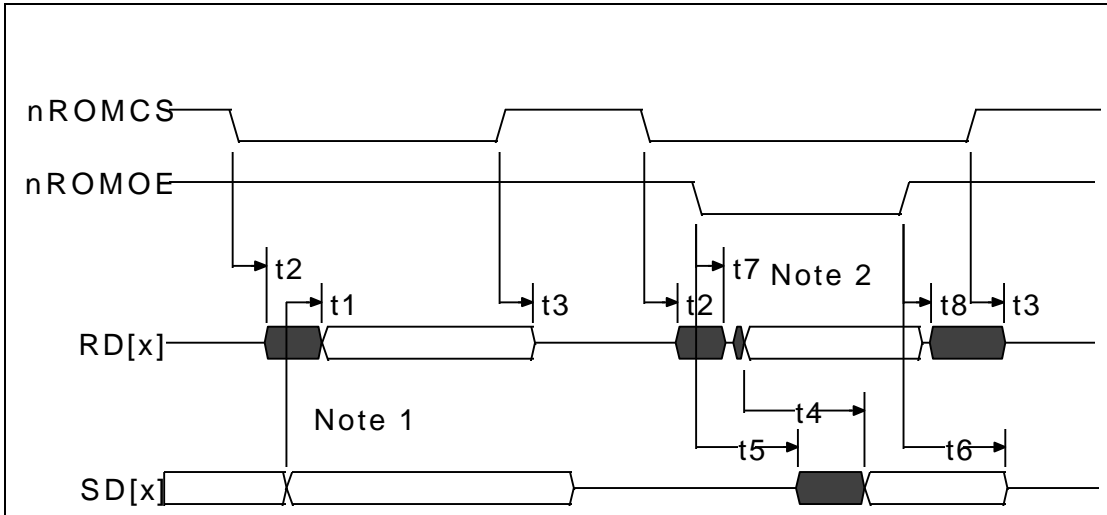 nROMCS
nROMOE
t2
t7 Note 2
t1
t3
t2
t8
t3
RD[x]
Note 1
t4
t5
t6
SD[x]